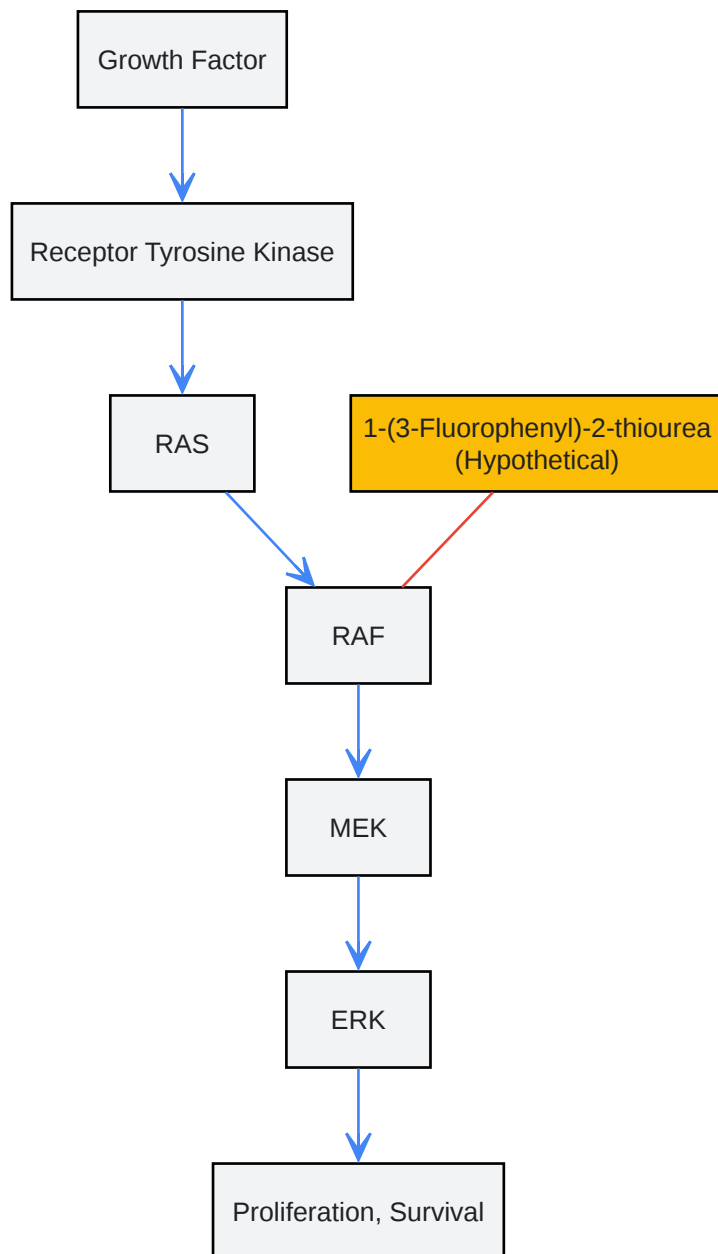 Growth Factor
Receptor Tyrosine Kinase
RAS
1-(3-Fluorophenyl)-2-thiourea
(Hypothetical)
RAF
MEK
ERK
Proliferation, Survival